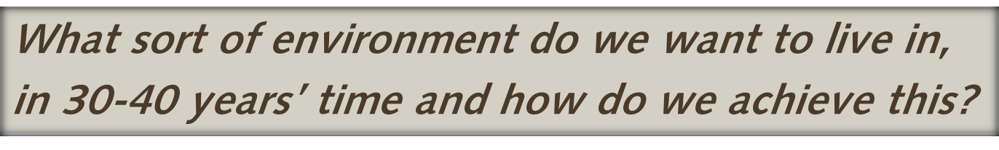 What sort of environment do we want to live in,
in 30-40 years’ time and how do we achieve this?